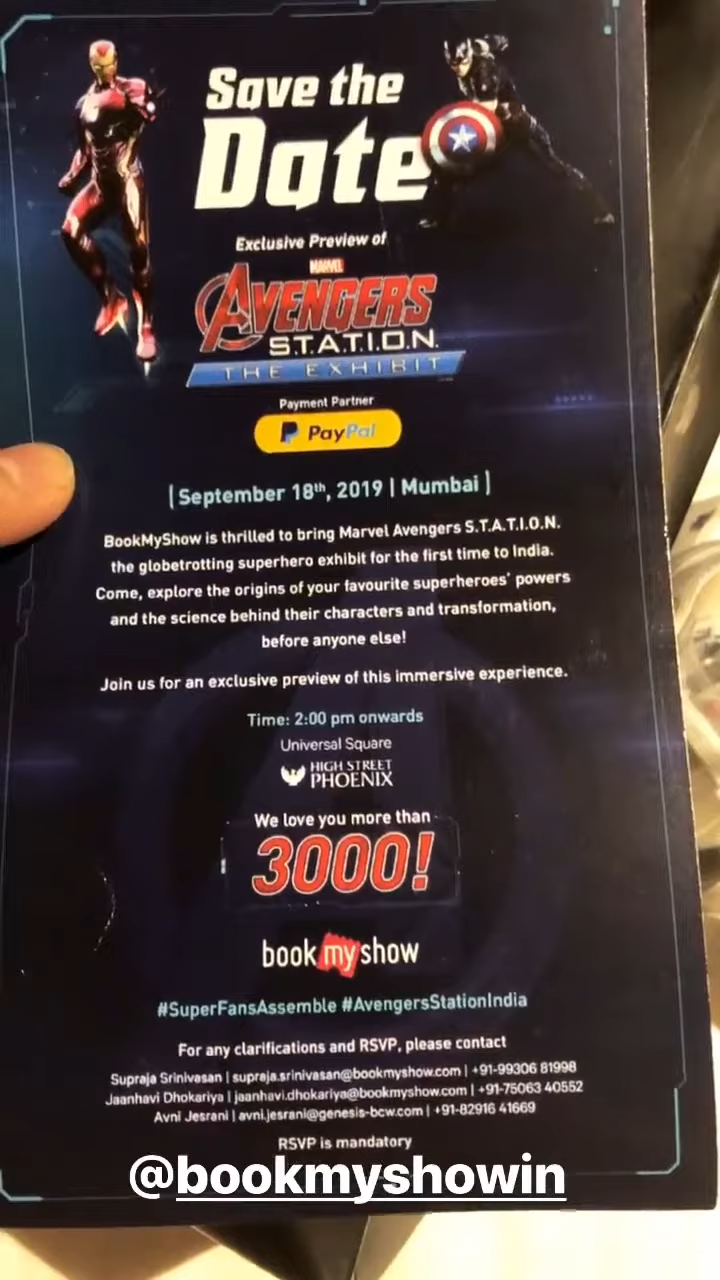 Save the
Date
Exclusive Preview of
MARVEL
AVENGERS
S.T.A.T.I.O.N.
THE EXHIBIT
Payment Partner
PayPal
| September 18th, 2019 | Mumbai |
BookMyShow is thrilled to bring Marvel Avengers S.T.A.T.I.O.N.
the globetrotting superhero exhibit for the first time to India.
Come, explore the origins of your favourite superheroes' powers
and the science behind their characters and transformation,
before anyone else!
Join us for an exclusive preview of this immersive experience.
Time: 2:00 pm onwards
Universal Square
HIGH STREET
PHOENIX
We love you more than
3000!
book my show
#SuperFansAssemble #AvengersStationIndia
For any clarifications and RSVP, please contact
Supraja Srinivasan | supraja.srinivasan@bookmyshow.com | +91-99306 81998
Jaanhavi Dhokariya | jaanhavi.dhokariya@bookmyshow.com | +91-75063 40552
Avni Jesrani | avni.jesrani@genesis-bcw.com | +91-82916 41669
RSVP is mandatory
@bookmyshowin